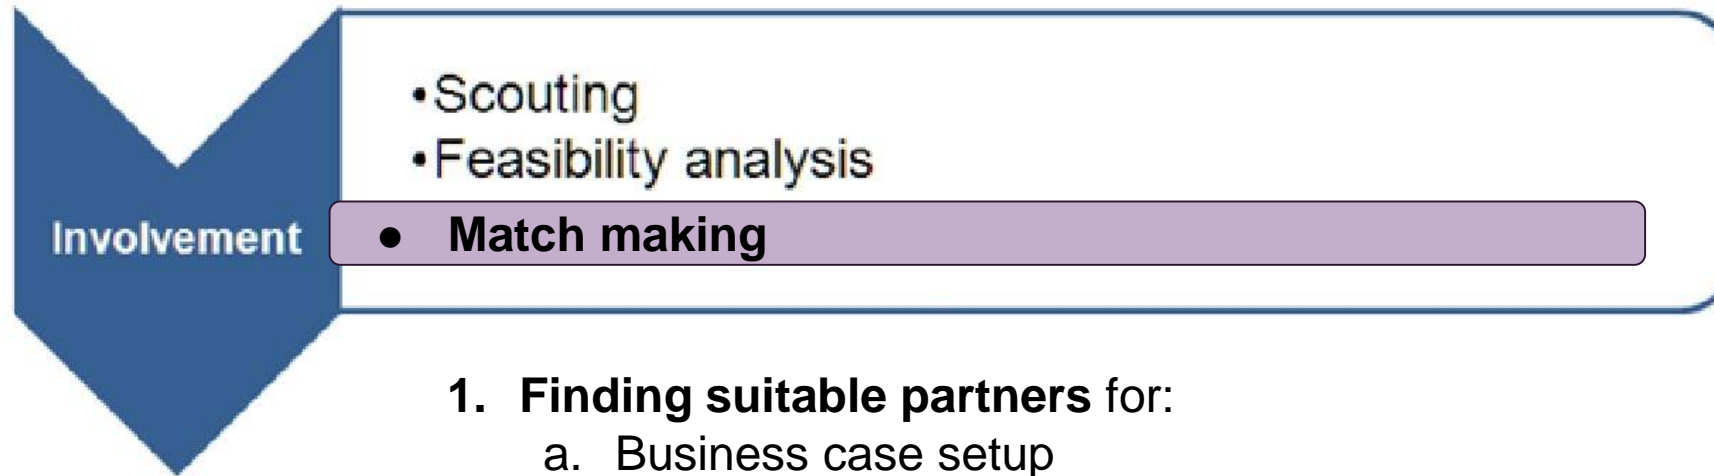 •Scouting
•Feasibility analysis
Involvement
● Match making
1. Finding suitable partners for:
a. Business case setup